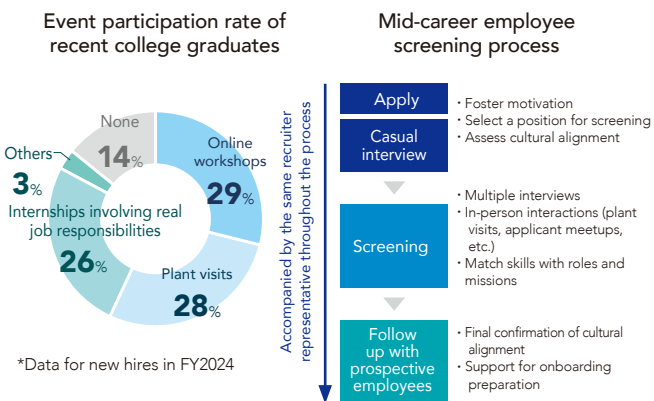 Event participation rate of
recent college graduates
None
14%
Online
workshops
29%
Others
3%
Internships involving real
job responsibilities
26%
Plant visits
28%
*Data for new hires in FY2024
Mid-career employee
screening process
Accompanied by the same recruiter
representative throughout the process
Apply
Casual
interview
・Foster motivation
・Select a position for screening
・Assess cultural alignment
Screening
・Multiple interviews
・In-person interactions (plant
visits, applicant meetups,
etc.)
・Match skills with roles and
missions
Follow
up with
prospective
employees
・Final confirmation of cultural
alignment
・Support for onboarding
preparation